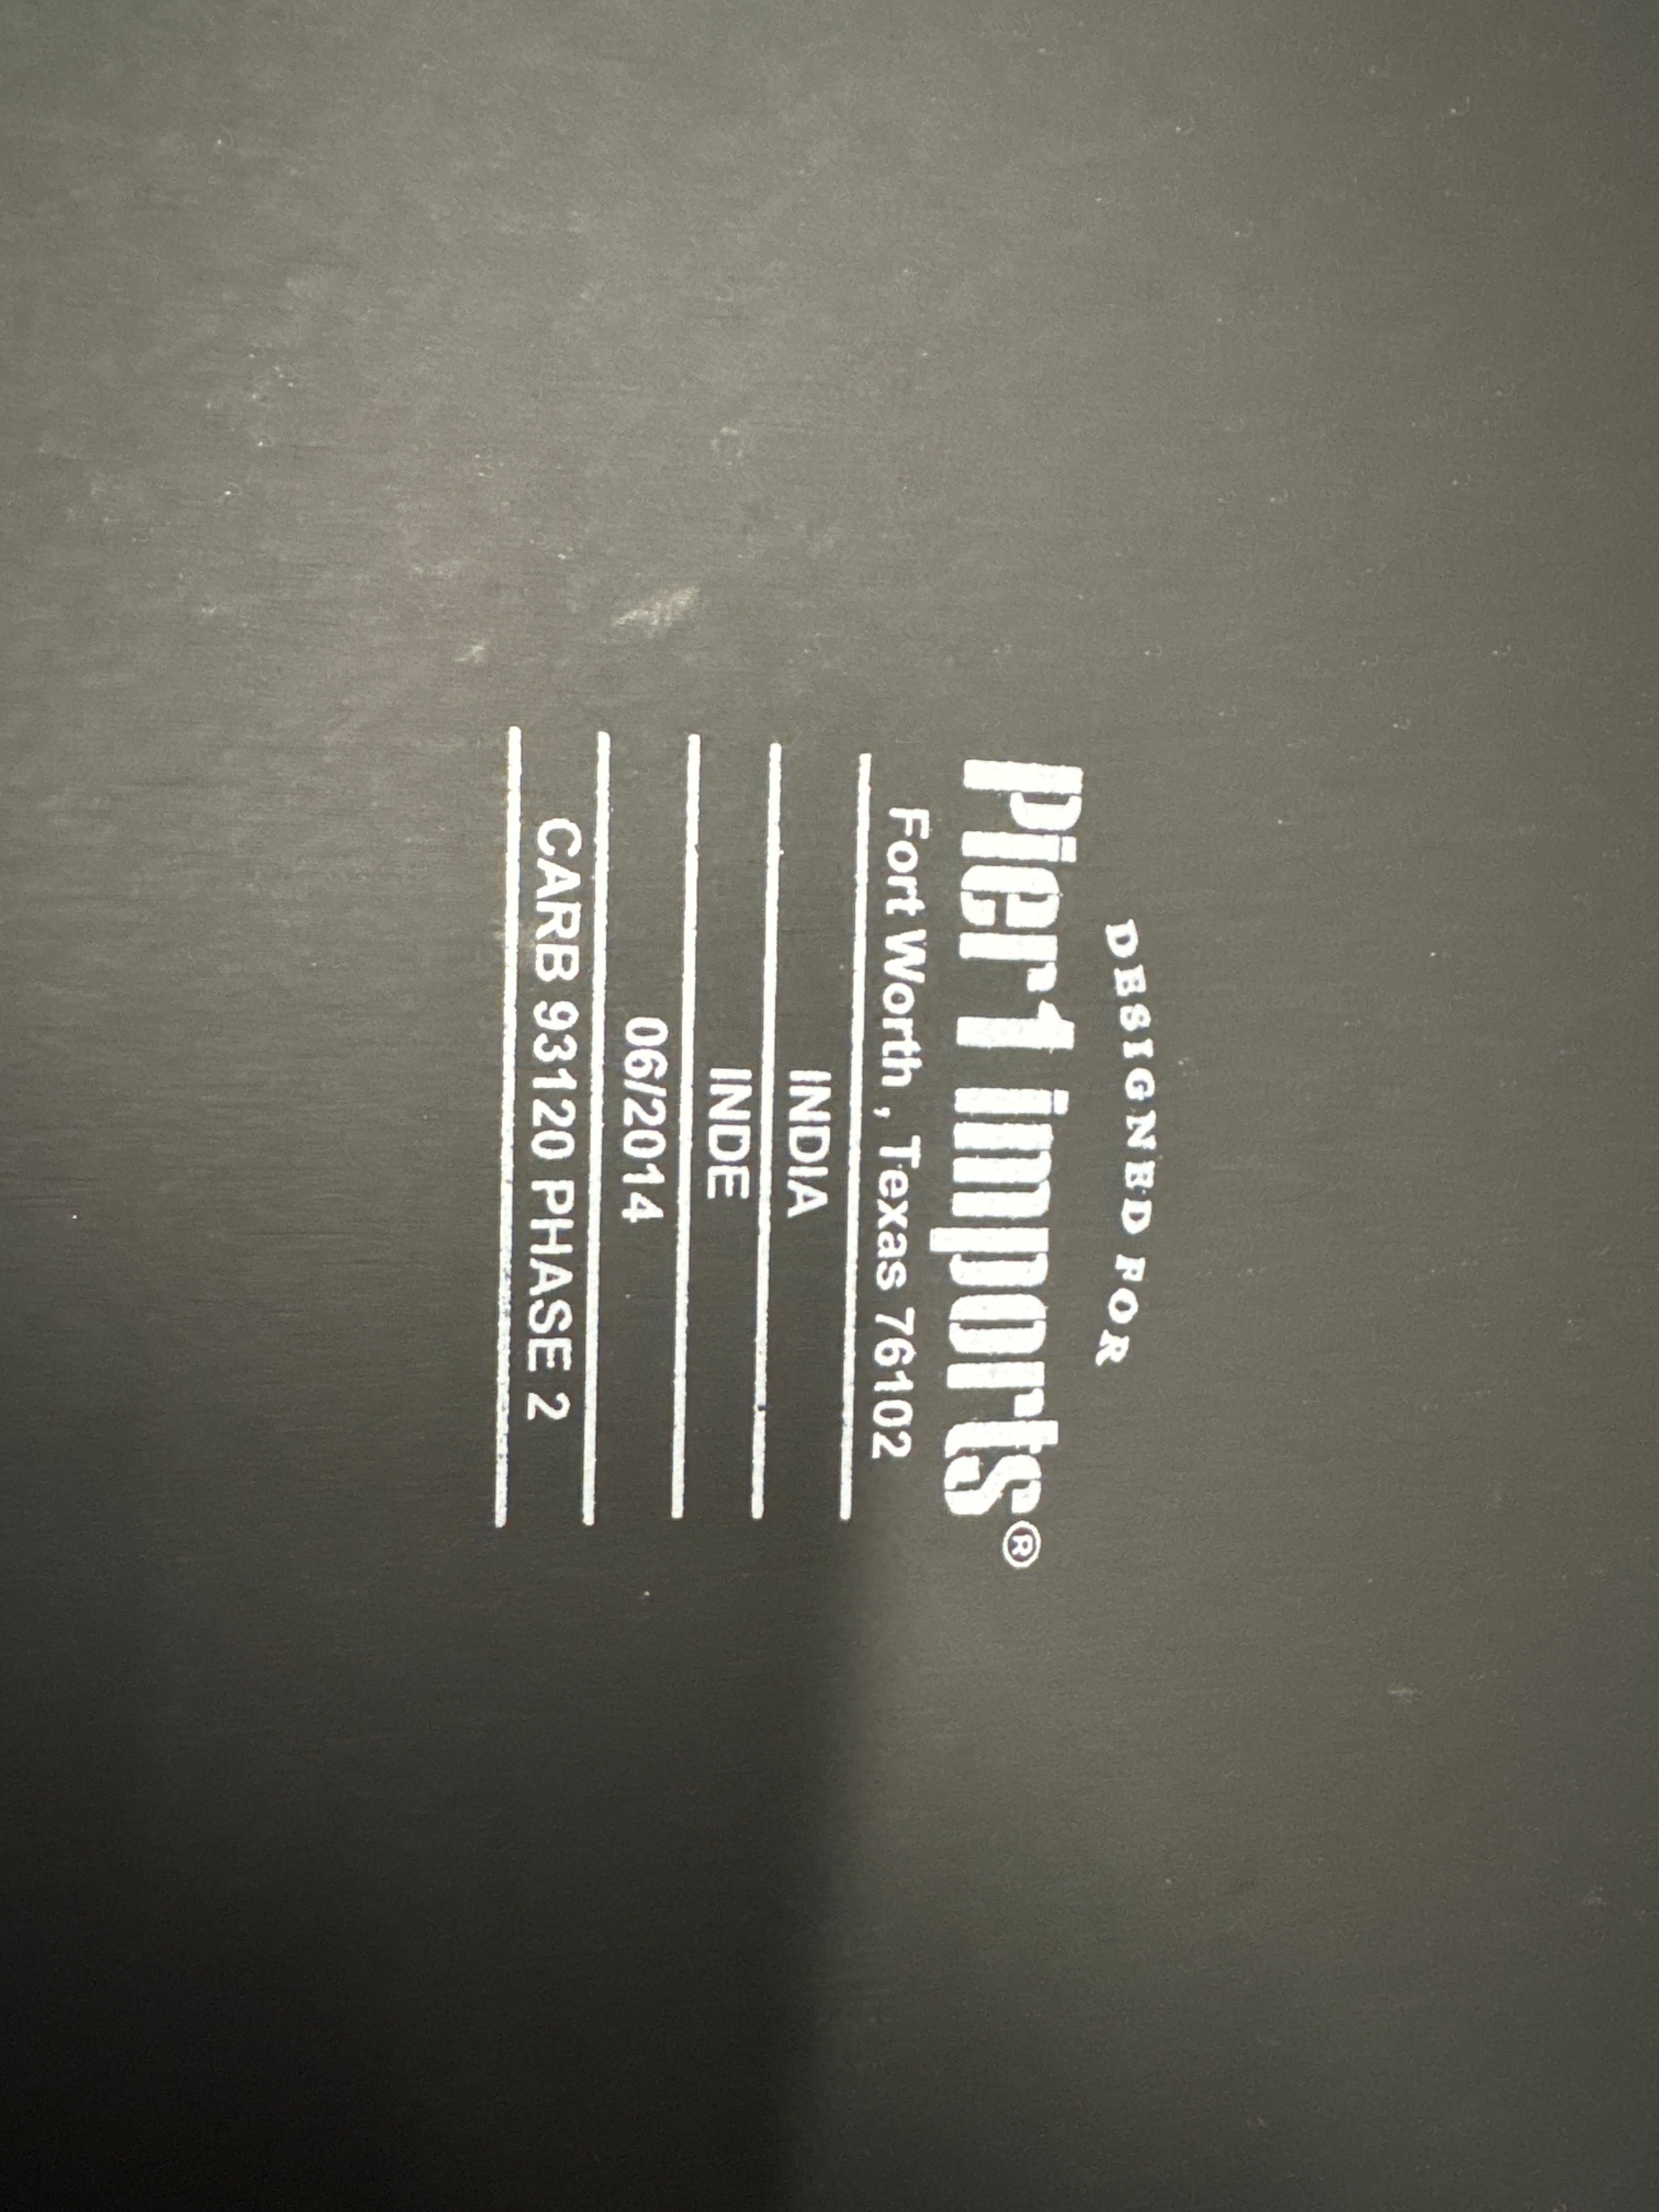 DESIGNED FOR
Pier 1 imports®
Fort Worth , Texas 76102
INDIA
INDE
06/2014
CARB 93120 PHASE 2